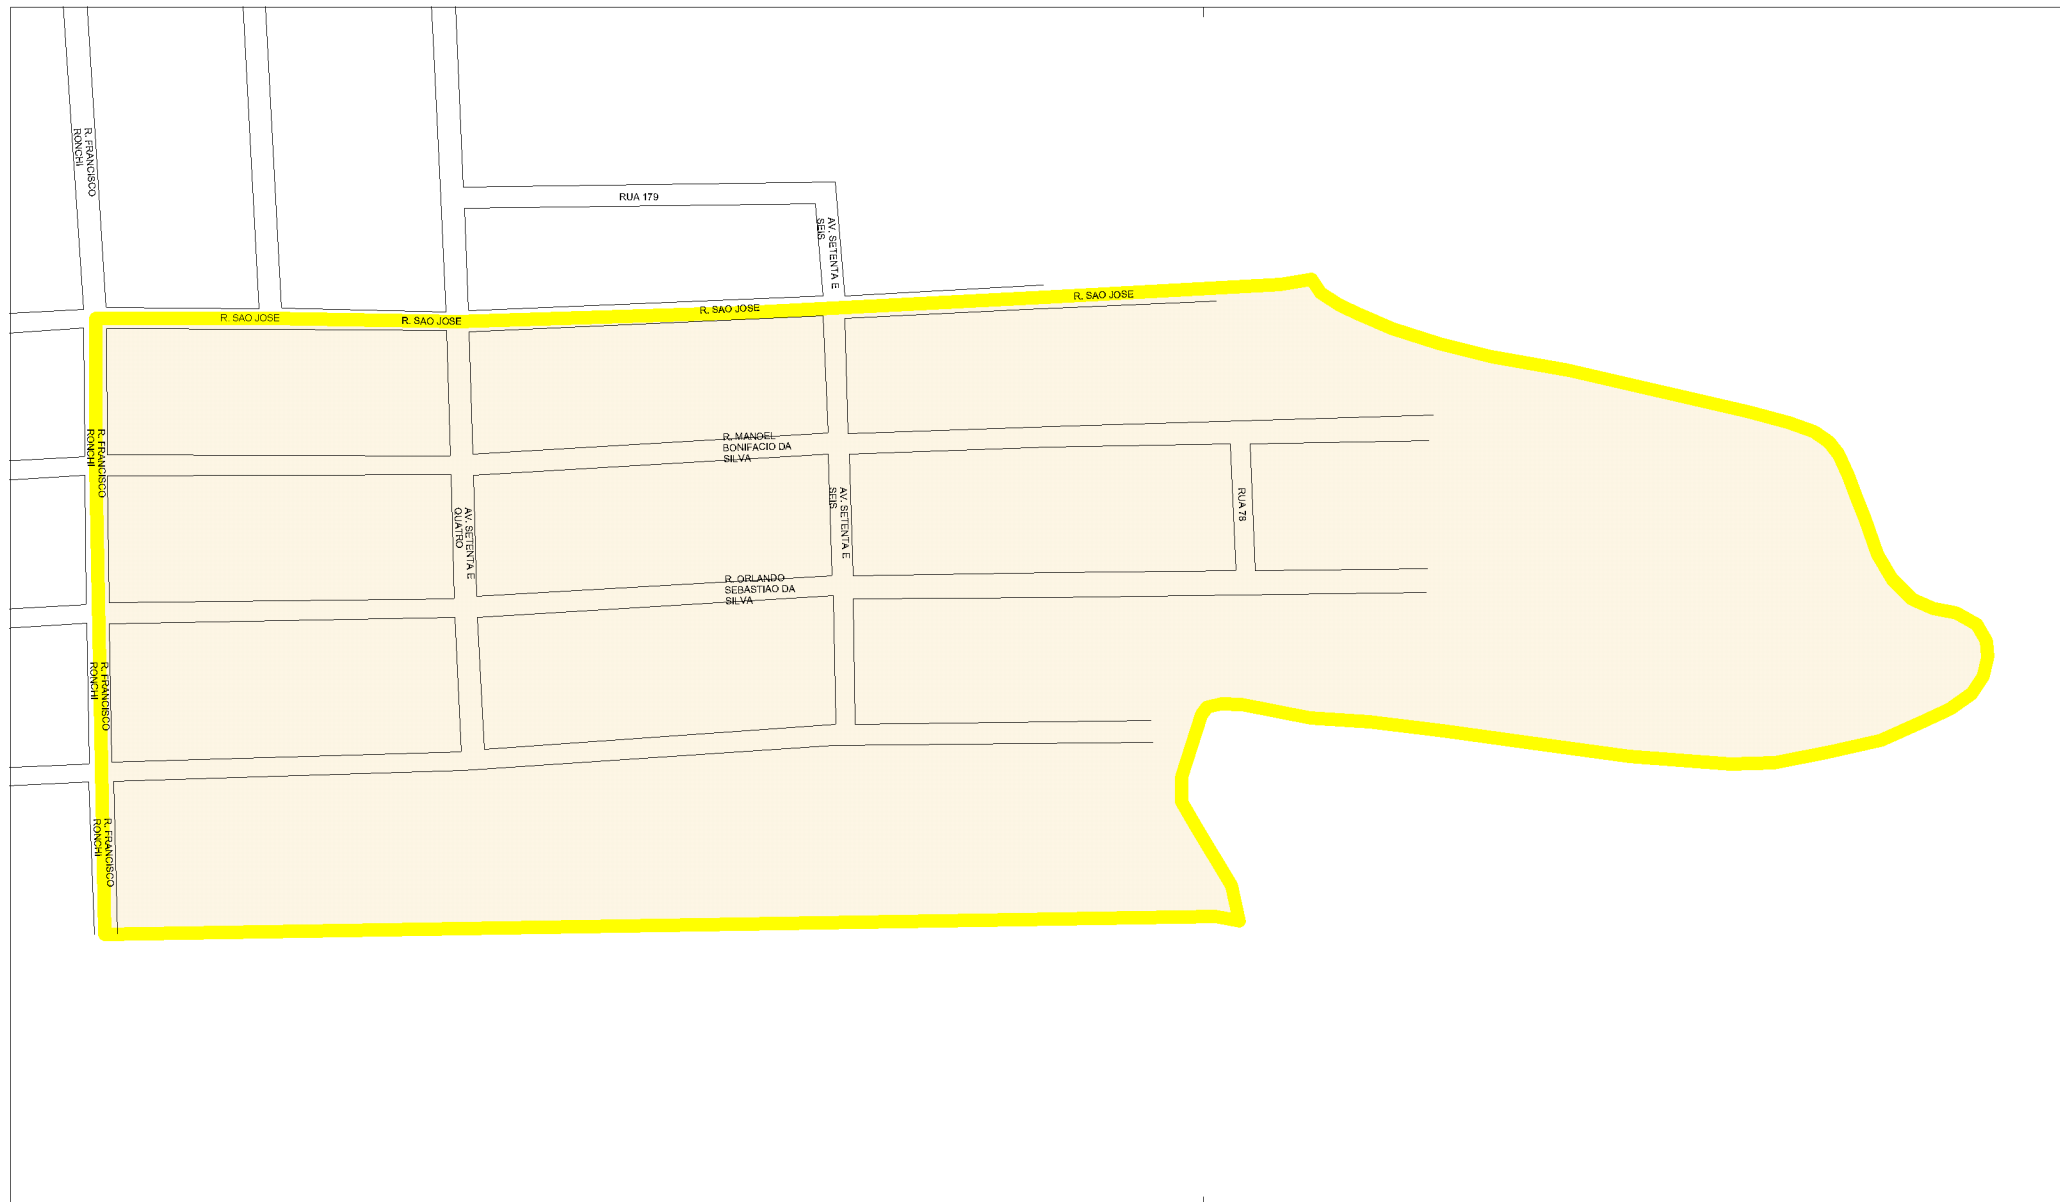 R. FRANCISCO
RONCHI
RUA 179
AV. SETENTA E
SEIS
R. SAO JOSE
R. SAO JOSE
R. SAO JOSE
R. SAO JOSE
R. FRANCISCO
RONCHI
R. MANOEL
BONIFACIO DA
SILVA
AV. SETENTA E
QUATRO
AV. SETENTA E
SEIS
RUA 78
R. ORLANDO
SEBASTIAO DA
SILVA
R. FRANCISCO
RONCHI
R. FRANCISCO
RONCHI